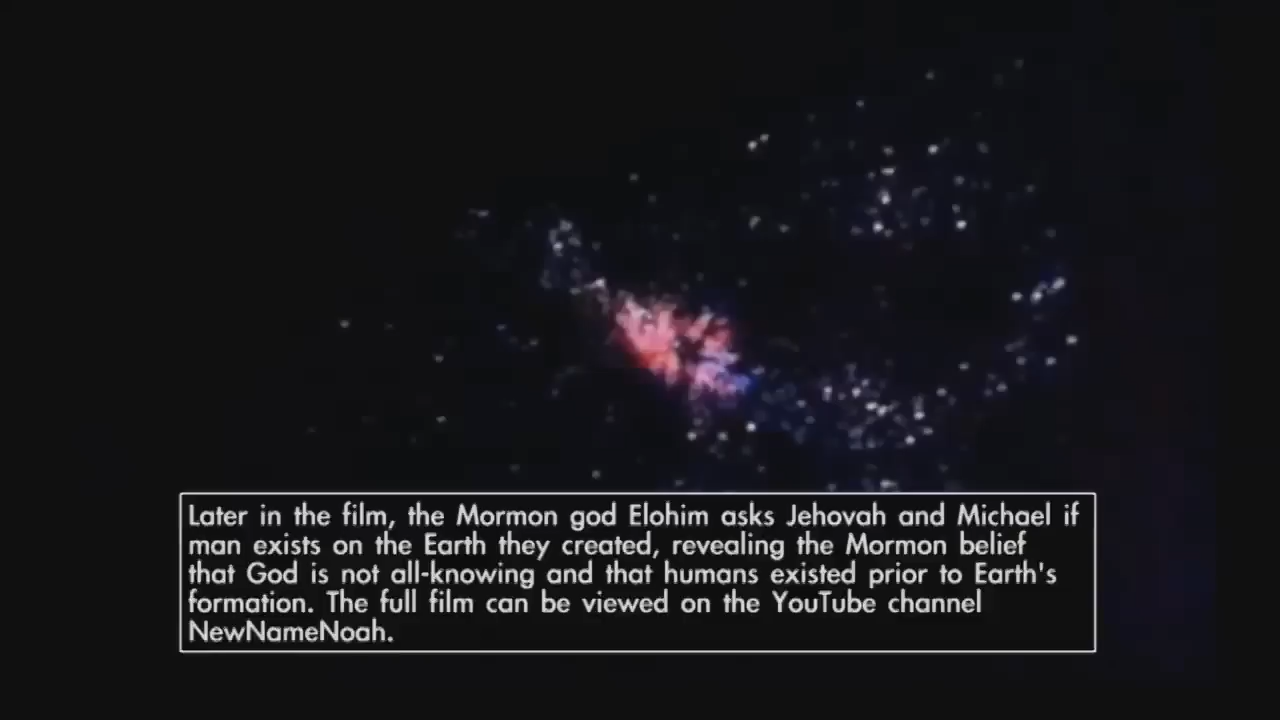 Later in the film, the Mormon god Elohim asks Jehovah and Michael if
man exists on the Earth they created, revealing the Mormon belief
that God is not all-knowing and that humans existed prior to Earth's
formation. The full film can be viewed on the YouTube channel
NewNameNoah.